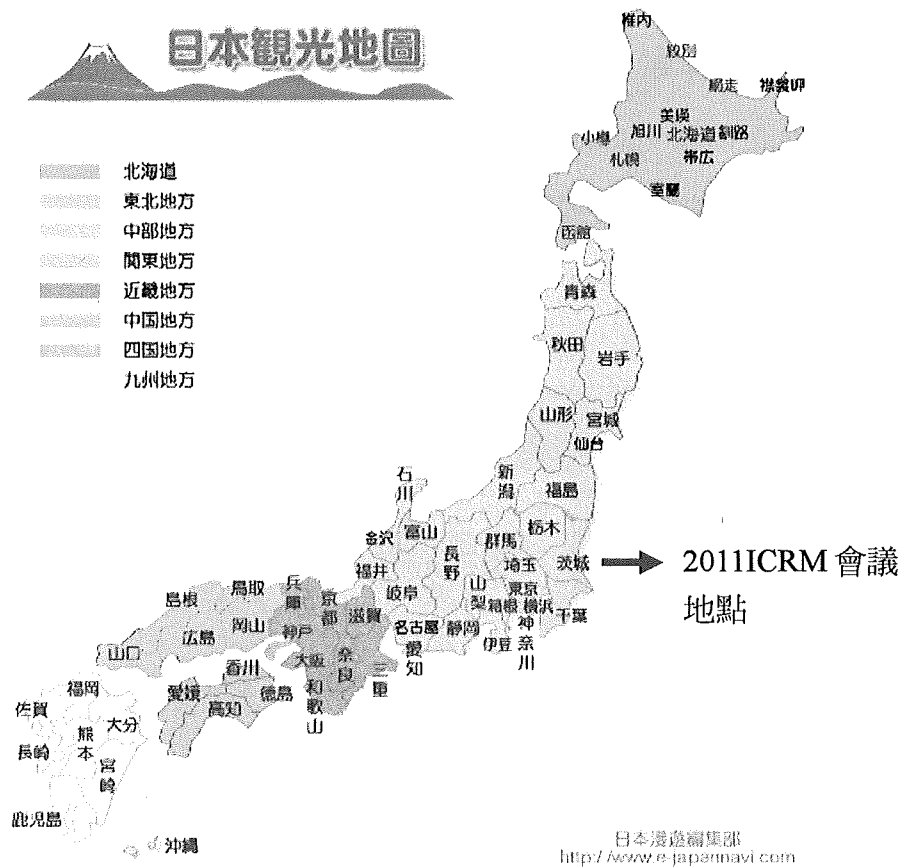 日本観光地圖
北海道
東北地方
中部地方
関東地方
近畿地方
中国地方
四国地方
九州地方
稚内
紋別
網走
美瑛
小樽
旭川
北海道
釧路
札幌
帯広
室蘭
函館
青森
秋田
岩手
山形
宮城
仙台
新潟
福島
石川
金沢
富山
長野
群馬
栃木
福井
岐阜
山梨
埼玉
茨城
2011ICRM 會議
地點
東京
箱根
横浜
千葉
神奈川
伊豆
静岡
名古屋
愛知
島根
鳥取
兵庫
京都
滋賀
山口
広島
岡山
神戸
大阪
奈良
三重
和歌山
香川
愛媛
高知
徳島
福岡
佐賀
大分
長崎
熊本
宮崎
鹿児島
沖縄
日本漫遊編集部
http://www.e-japannavi.com